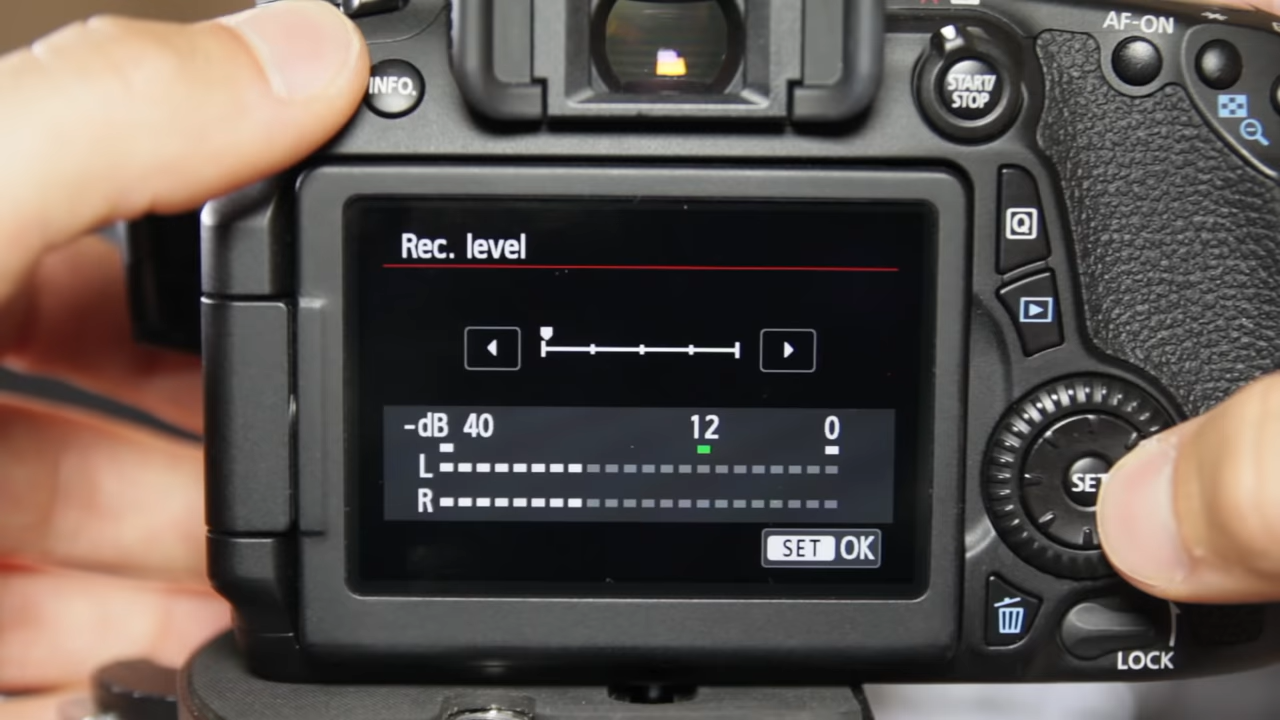 AF-ON
INFO.
START/
STOP
Q
Rec. level
-dB 40 12 0
L
R
SET
SET OK
LOCK